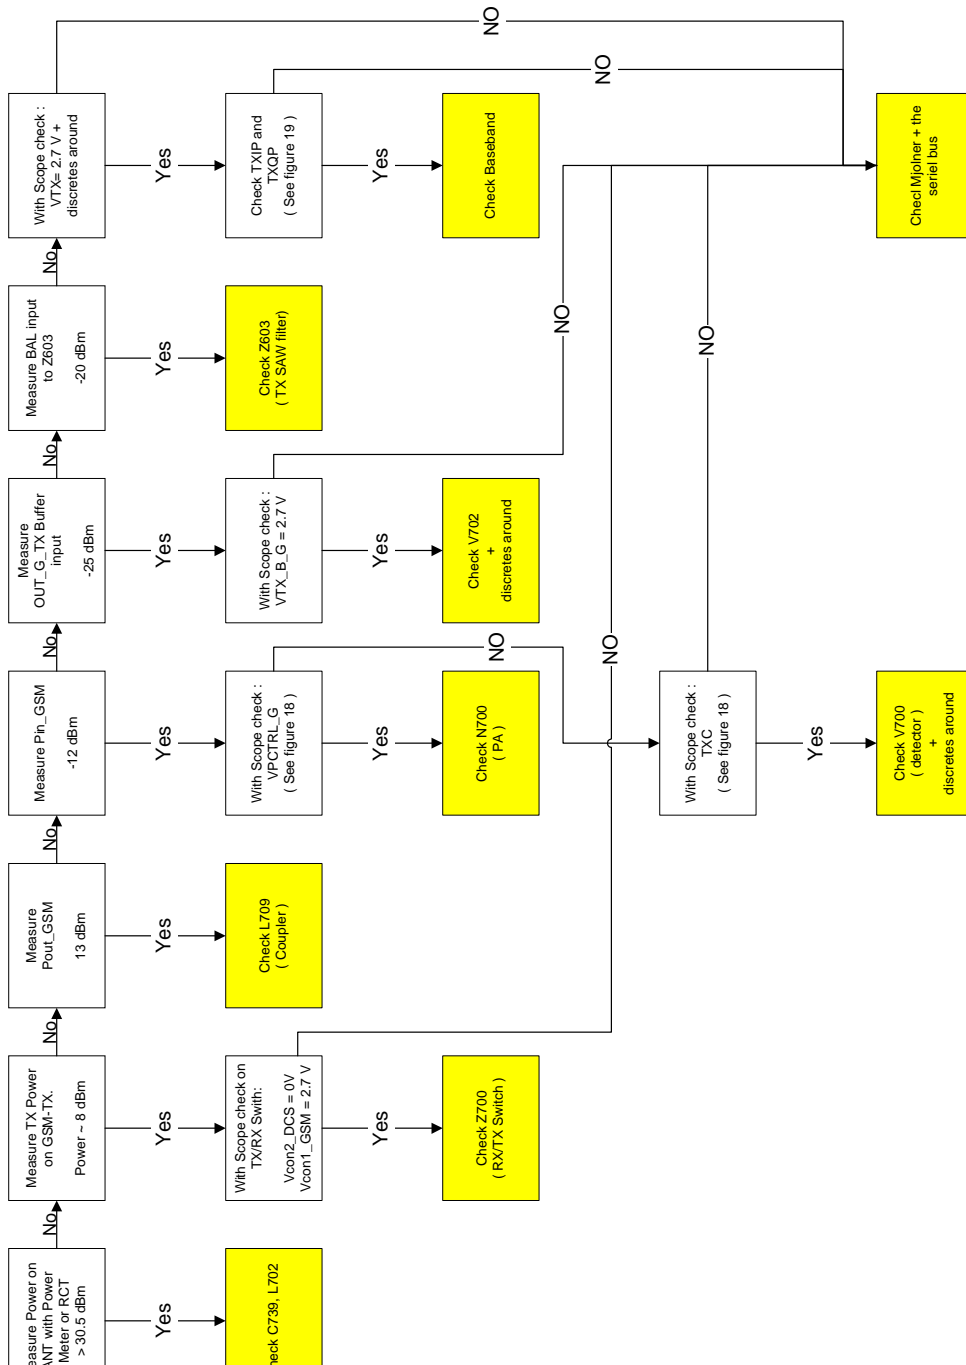 easure Power on
ANT with Power
Meter or RCT
> 30.5 dBm
No
Measure TX Power
on GSM-TX.
Power ~ 8 dBm
No
Measure
Pout_GSM
13 dBm
No
Measure Pin_GSM
-12 dBm
No
Measure
OUT_G_TX Buffer
input
-25 dBm
No
Measure BAL input
to Z603
-20 dBm
No
With Scope check :
VTX= 2.7 V +
discretes around
Yes
Yes
Yes
Yes
Yes
Yes
Yes
heck C739, L702
With Scope check on
TX/RX Swith:
Vcon2_DCS = 0V
Vcon1_GSM = 2.7 V
Check L709
( Coupler )
With Scope check :
VPCTRL_G
( See figure 18 )
With Scope check :
VTX_B_G = 2.7 V
Check Z603
( TX SAW filter)
Check TXIP and
TXQP
( See figure 19 )
Yes
Yes
Yes
Yes
Check Z700
( RX/TX Switch )
Check N700
( PA )
Check V702
+
discretes around
Check Baseband
NO
NO
NO
NO
NO
With Scope check :
TXC
( See figure 18 )
NO
Yes
Check V700
( detector )
+
discretes around
Checl Mjolner + the
seriel bus